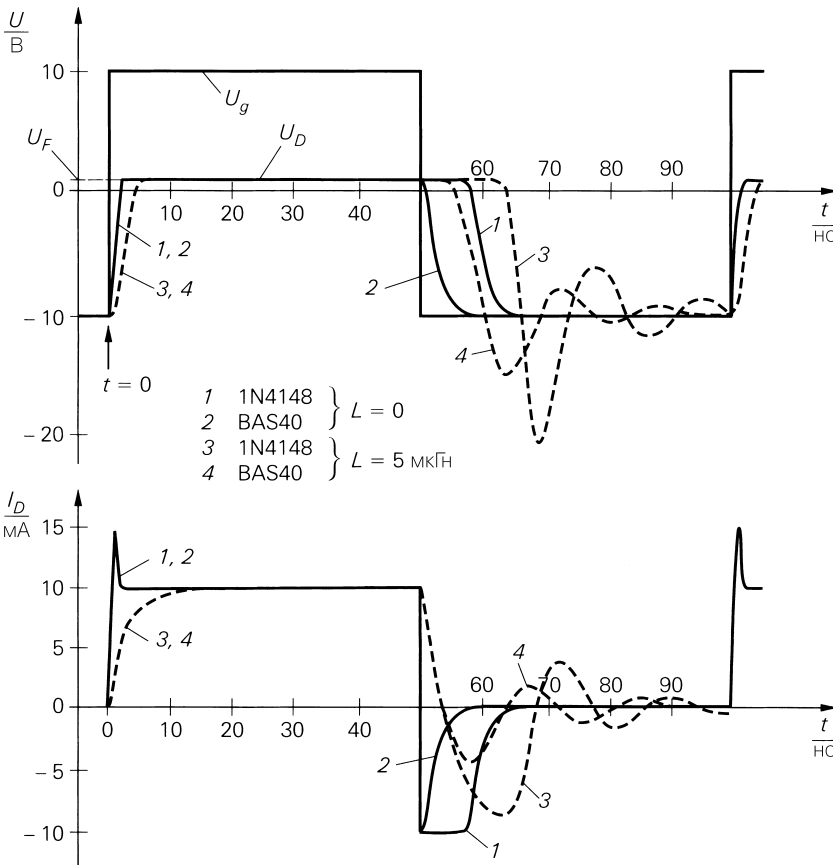 U
В
10
U_g
U_F
U_D
60 70 80 90
0
10 20 30 40
t
нс
1, 2
3, 4
2
1
3
4
– 10
t = 0
– 20
1 1N4148
2 BAS40
L = 0
3 1N4148
4 BAS40
L = 5 мкГн
I_D
мА
15
1, 2
10
3, 4
5
4
60 70 80 90
0
0 10 20 30 40
t
нс
2
– 5
3
– 10
1